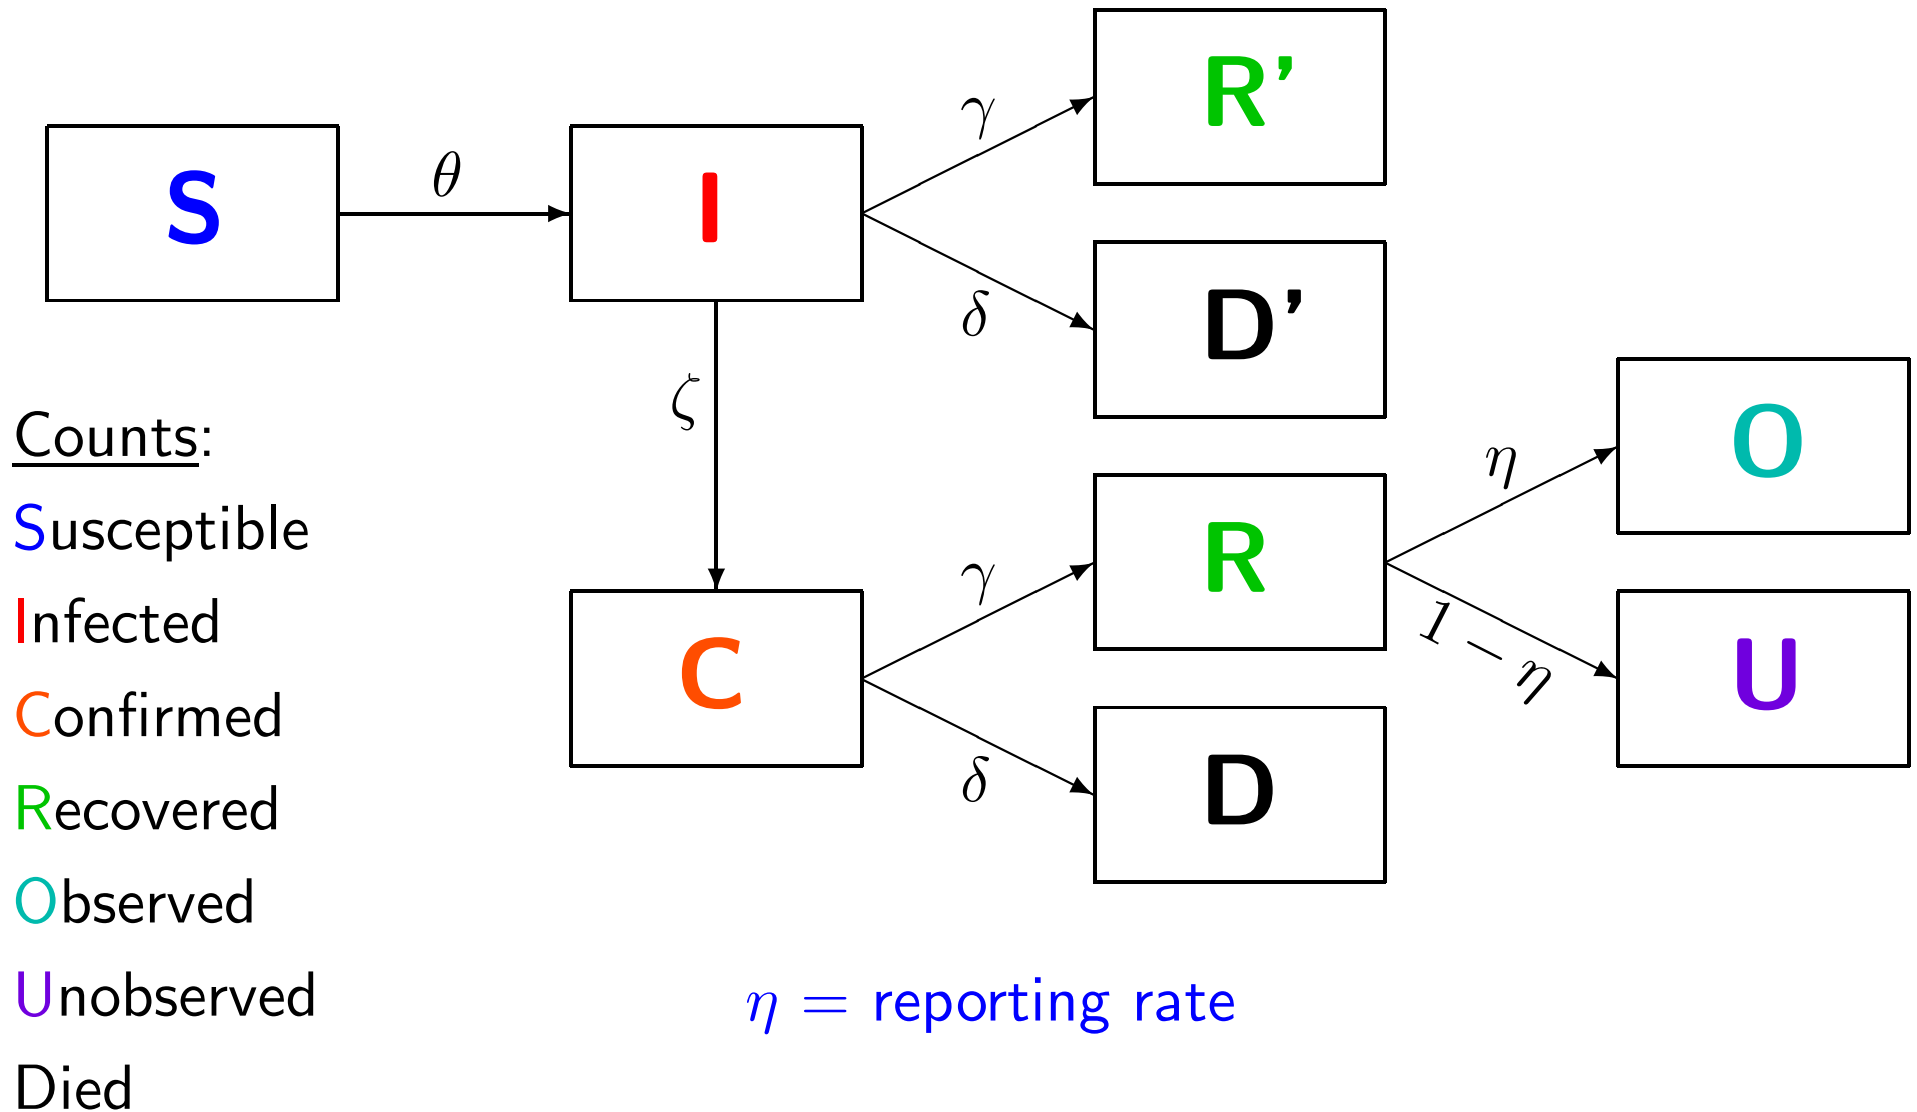 R'
γ
θ
S
I
D'
δ
ζ
O
Counts:
η
R
Susceptible
γ
1 − η
Infected
C
U
Confirmed
D
δ
Recovered
Observed
Unobserved
η = reporting rate
Died